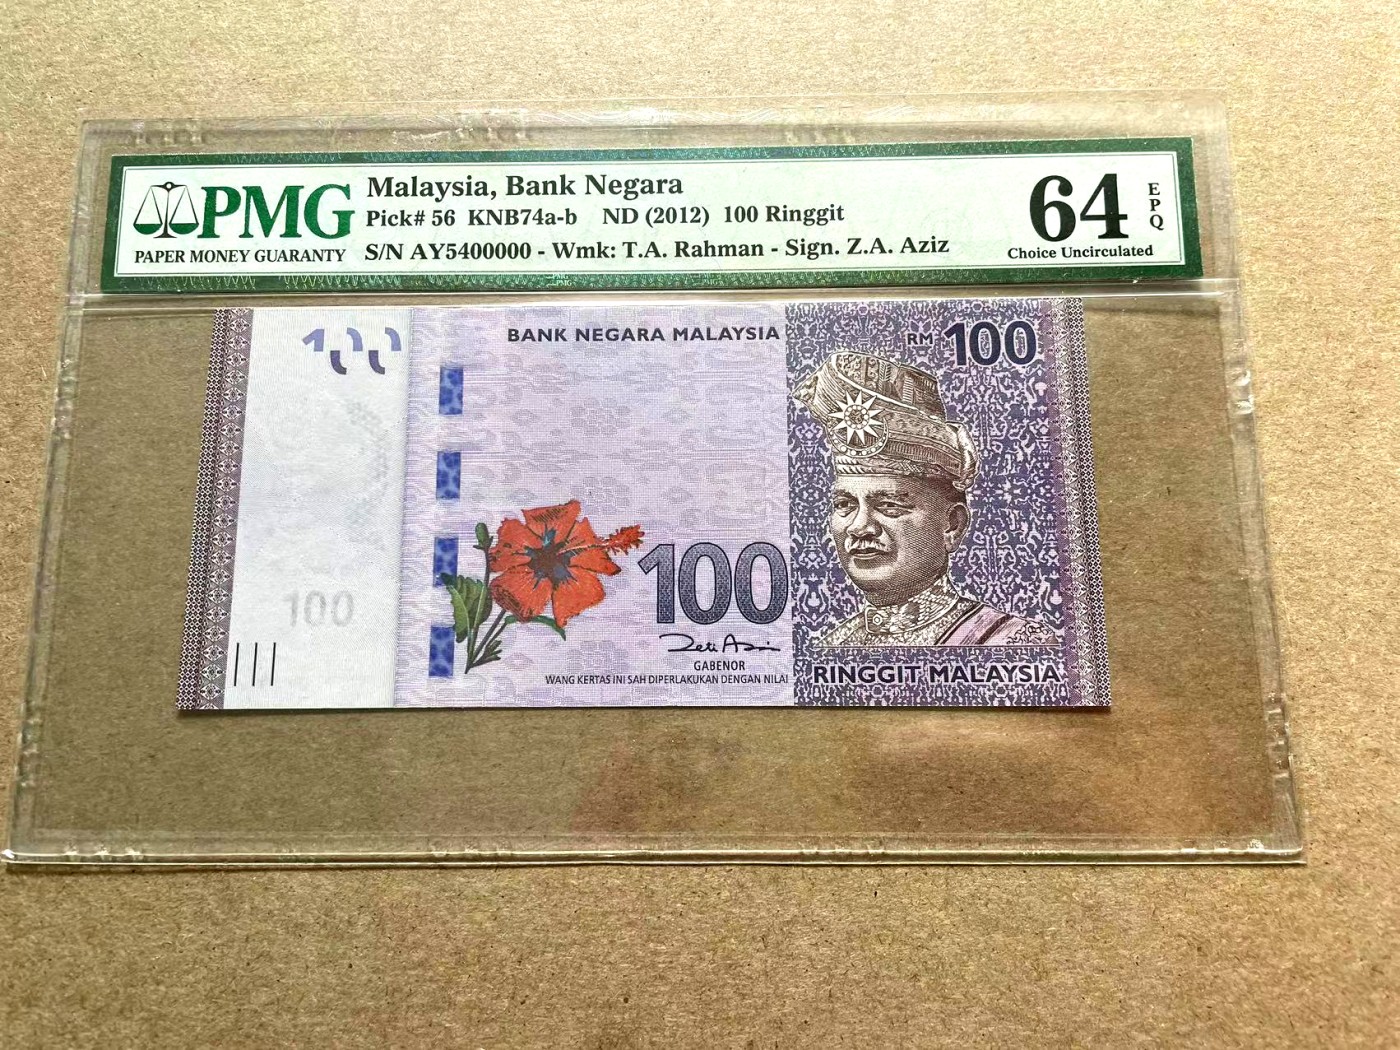 PMG
PAPER MONEY GUARANTY
Malaysia, Bank Negara
Pick# 56 KNB74a-b ND (2012) 100 Ringgit
S/N AY5400000 - Wmk: T.A. Rahman - Sign. Z.A. Aziz
64 EPQ
Choice Uncirculated
100
BANK NEGARA MALAYSIA
RM 100
100
100
GABENOR
WANG KERTAS INI SAH DIPERLAKUKAN DENGAN NILAI
RINGGIT MALAYSIA